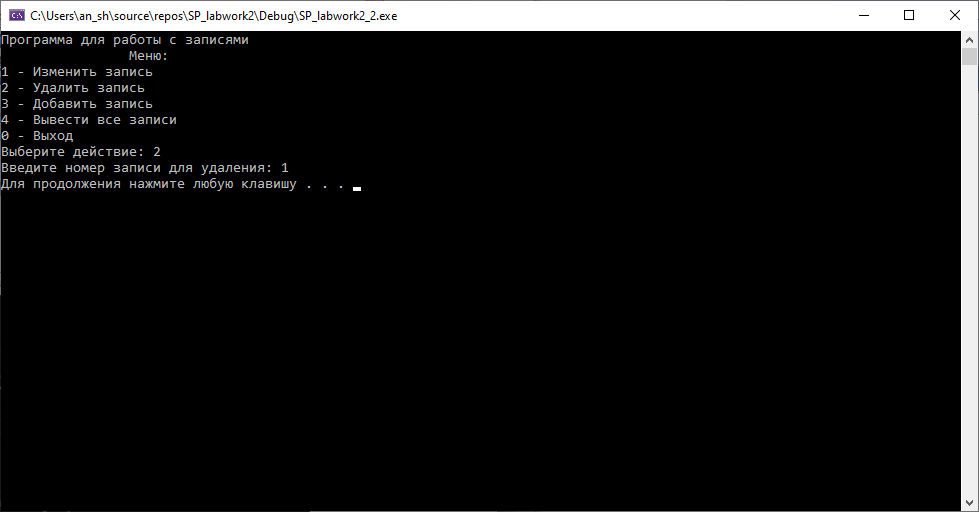 C:\Users\an_sh\source\repos\SP_labwork2\Debug\SP_labwork2_2.exe
Программа для работы с записями
Меню:
1 - Изменить запись
2 - Удалить запись
3 - Добавить запись
4 - Вывести все записи
0 - Выход
Выберите действие: 2
Введите номер записи для удаления: 1
Для продолжения нажмите любую клавишу . . .